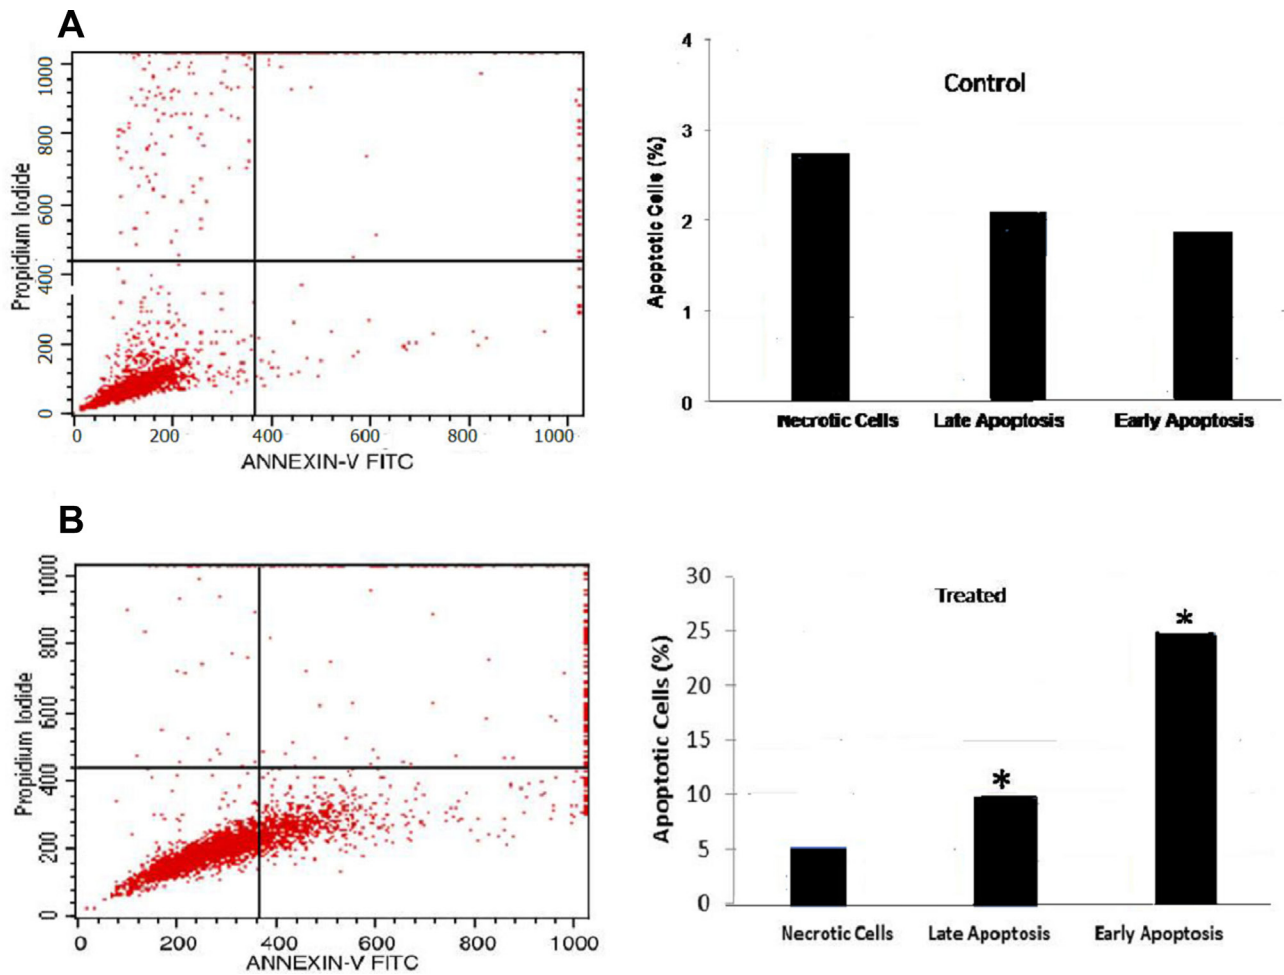 A
Propidium Iodide
1000
800
600
400
200
0
0 200 400 600 800 1000
ANNEXIN-V FITC
Control
Apoptotic Cells (%)
4
3
2
1
0
Necrotic Cells Late Apoptosis Early Apoptosis
B
Propidium Iodide
1000
800
600
400
200
0
0 200 400 600 800 1000
ANNEXIN-V FITC
Treated
Apoptotic Cells (%)
30
25
20
15
10
5
0
*
*
Necrotic Cells Late Apoptosis Early Apoptosis